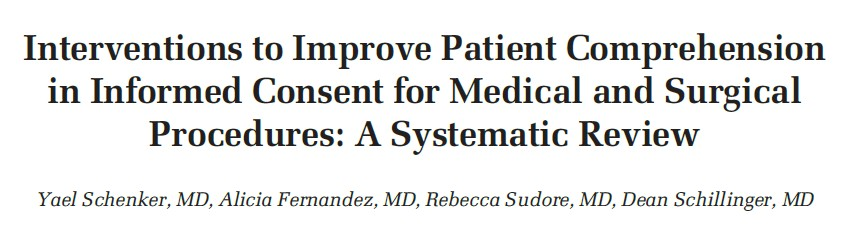 Interventions to Improve Patient Comprehension
in Informed Consent for Medical and Surgical
Procedures: A Systematic Review
Yael Schenker, MD, Alicia Fernandez, MD, Rebecca Sudore, MD, Dean Schillinger, MD